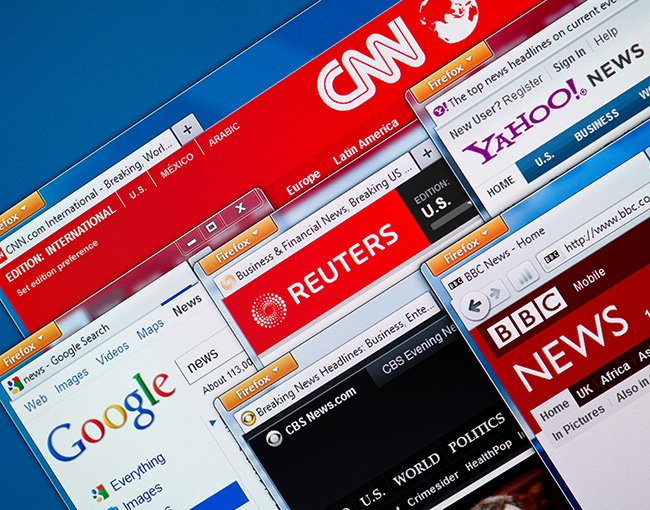 CNN
Firefox
CNN.com International - Breaking, Worl...
EDITION: INTERNATIONAL
U.S.
MÉXICO
ARABIC
Set edition preference
Europe
Latin America
Firefox
The top news headlines on current eve
New User? Register
Sign In
Help
YAHOO!® NEWS
HOME
U.S.
BUSINESS
Firefox
Business & Financial News, Breaking US ...
REUTERS
EDITION:
U.S.
Firefox
BBC News - Home
BBC
http://www.bbc.co
BBC
Mobile
NEWS
Home
UK
Africa
In Pictures
Also in
Firefox
news - Google Search
Web
Images
Videos
Maps
News
Google
news
About 113,00
Everything
Images
Firefox
Breaking News Headlines: Business, Ente...
CBS News.com
CBS Evening
U.S.
WORLD
POLITICS
Crimesider
HealthPop